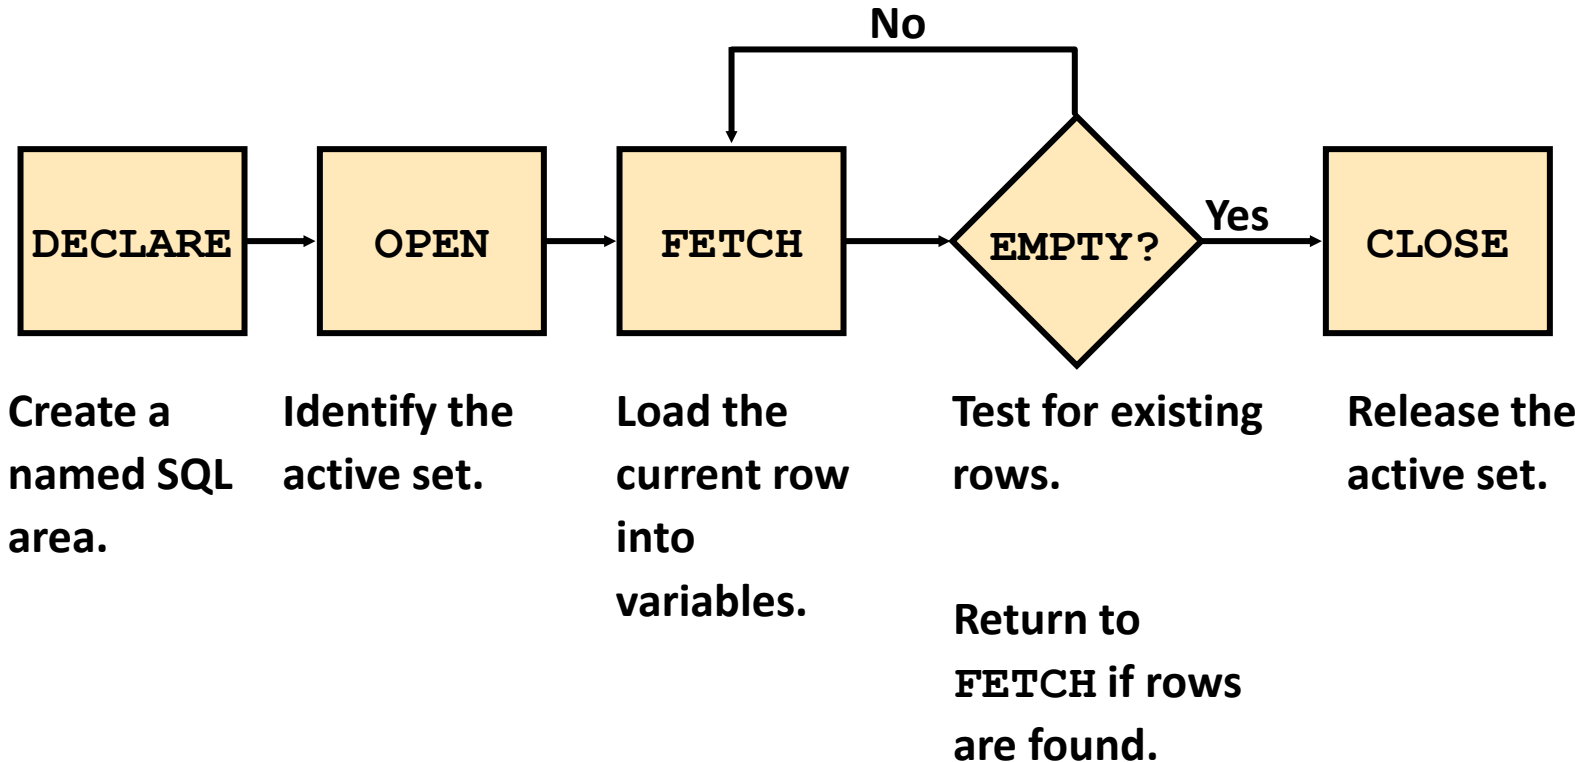 No
DECLARE
OPEN
FETCH
EMPTY?
Yes
CLOSE
Create a
named SQL
area.
Identify the
active set.
Load the
current row
into
variables.
Test for existing
rows.
Return to
FETCH if rows
are found.
Release the
active set.